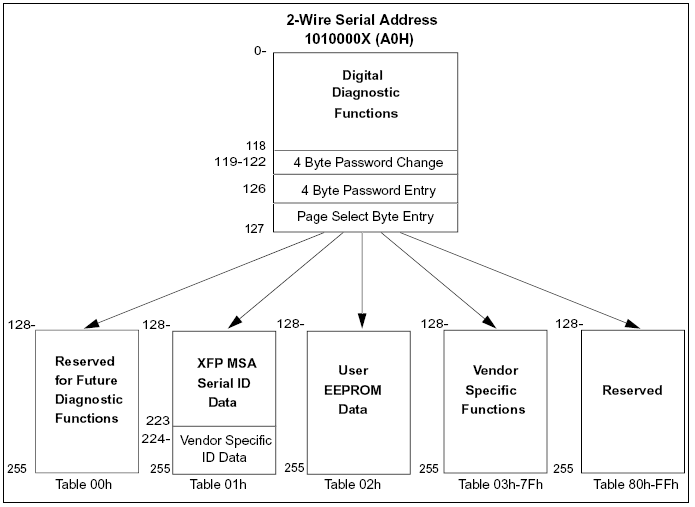 2-Wire Serial Address
1010000X (A0H)
0-
Digital
Diagnostic
Functions
118
119-122
4 Byte Password Change
126
4 Byte Password Entry
Page Select Byte Entry
127
128-
128-
128-
128-
128-
Reserved
for Future
Diagnostic
Functions
XFP MSA
Serial ID
Data
User
EEPROM
Data
Vendor
Specific
Functions
Reserved
223
224-
Vendor Specific
ID Data
255
255
255
255
255
Table 00h
Table 01h
Table 02h
Table 03h-7Fh
Table 80h-FFh